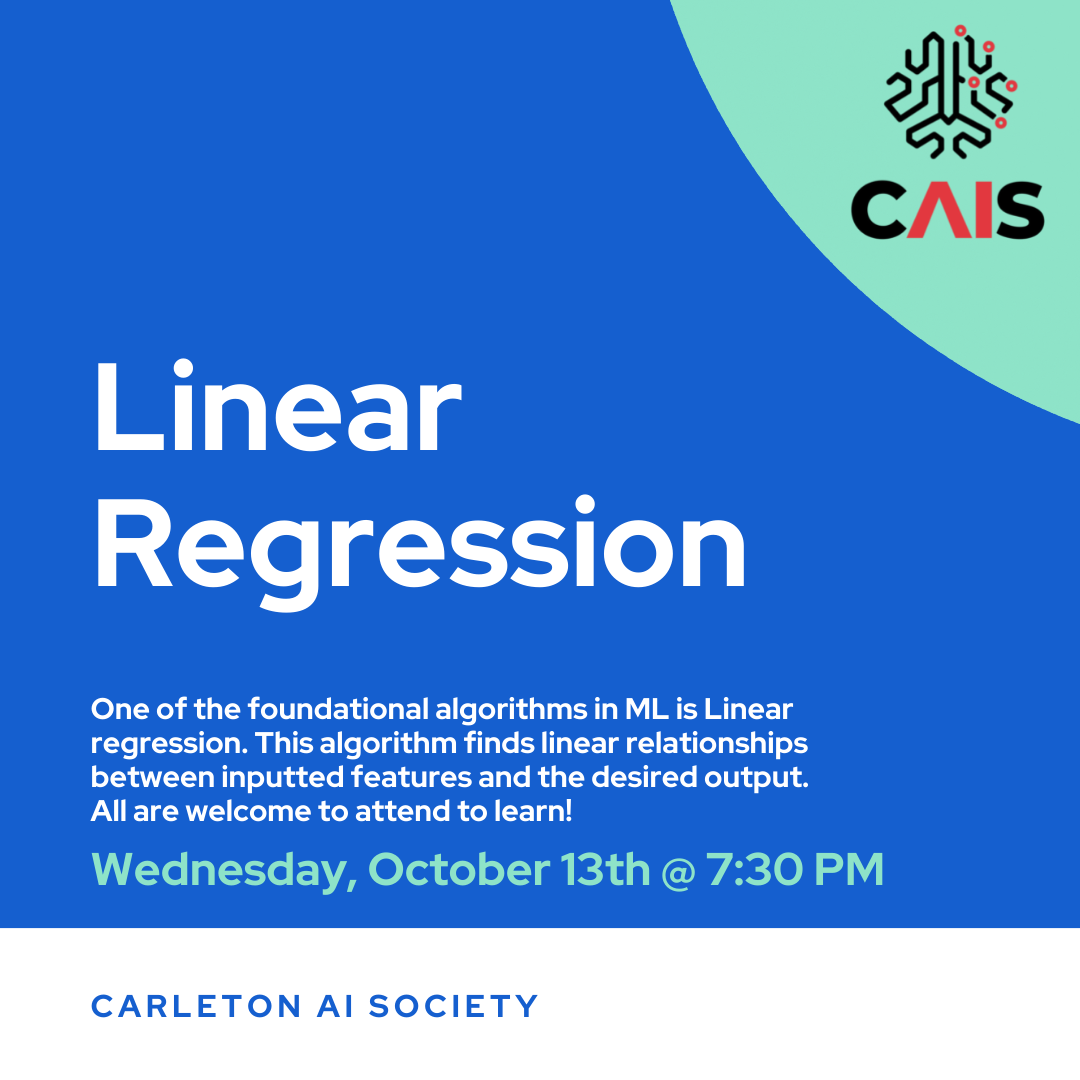 CAIS
Linear
Regression
One of the foundational algorithms in ML is Linear
regression. This algorithm finds linear relationships
between inputted features and the desired output.
All are welcome to attend to learn!
Wednesday, October 13th @ 7:30 PM
CARLETON AI SOCIETY